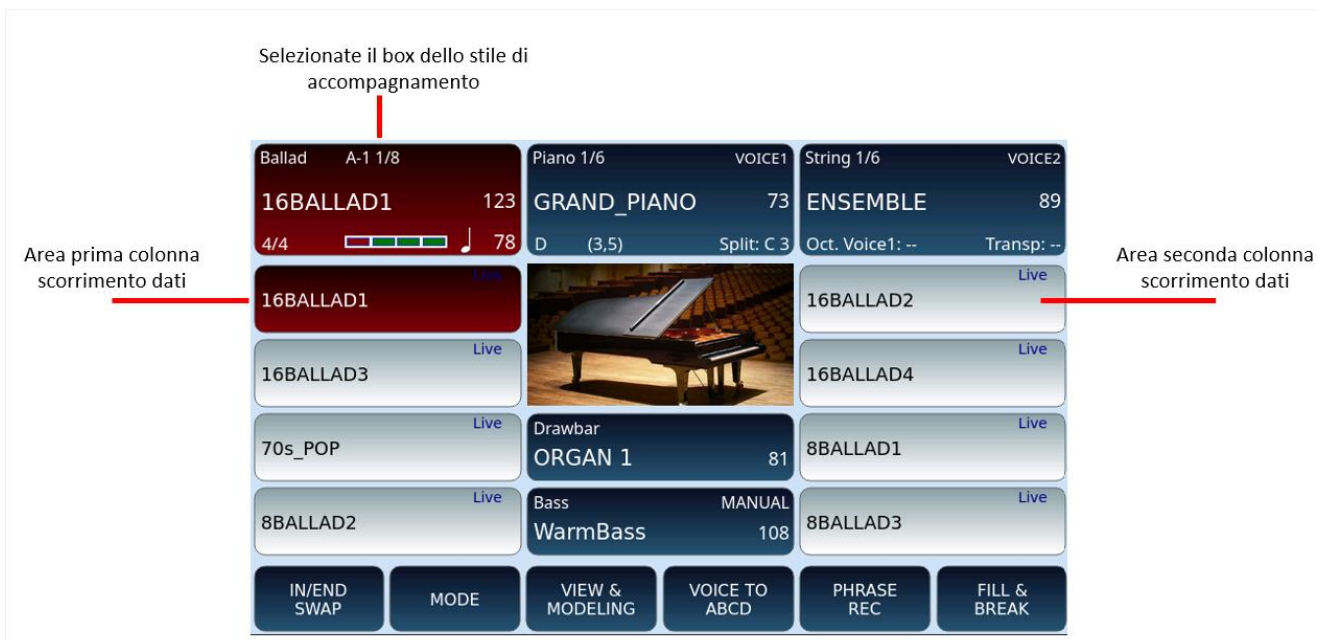 Selezionate il box dello stile di
accompagnamento
Ballad A-1 1/8
16BALLAD1 123
4/4 78
Piano 1/6 VOICE1
GRAND_PIANO 73
D (3,5) Split: C 3
String 1/6 VOICE2
ENSEMBLE 89
Oct. Voice1: -- Transp: --
Area prima colonna
scorrimento dati
Area seconda colonna
scorrimento dati
Live
16BALLAD1
Live
16BALLAD2
Live
16BALLAD3
Live
16BALLAD4
Live
70s_POP
Drawbar
ORGAN 1 81
Live
8BALLAD1
Live
8BALLAD2
Bass MANUAL
WarmBass 108
Live
8BALLAD3
IN/END
SWAP
MODE
VIEW &
MODELING
VOICE TO
ABCD
PHRASE
REC
FILL &
BREAK